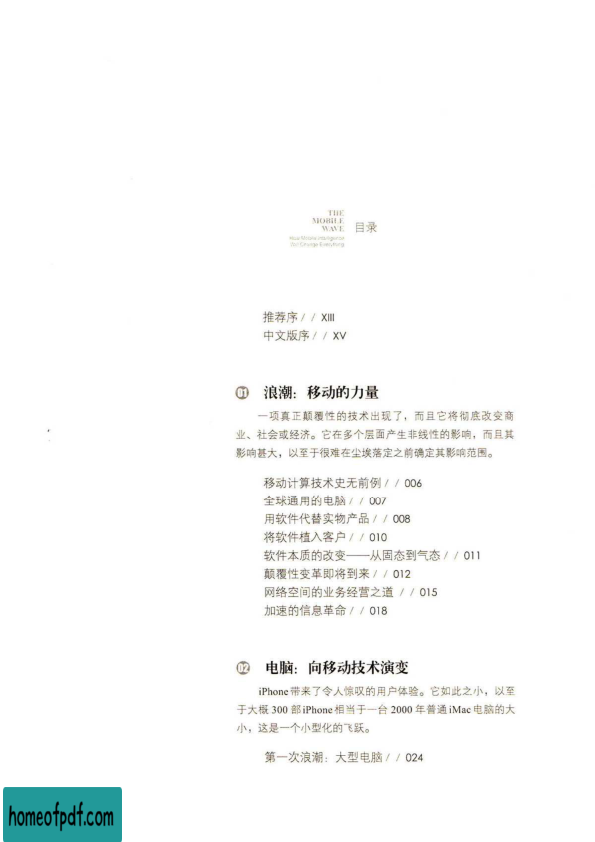 THE
MOBILE
WAVE
目录
How Mobile Intelligence
Will Change Everything
推荐序 / / XIII
中文版序 / / XV
01 浪潮：移动的力量
一项真正颠覆性的技术出现了，而且它将彻底改变商
业、社会或经济。它在多个层面产生非线性的影响，而且其
影响甚大，以至于很难在尘埃落定之前确定其影响范围。
移动计算技术史无前例 / / 006
全球通用的电脑 / / 007
用软件代替实物产品 / / 008
将软件植入客户 / / 010
软件本质的改变——从固态到气态 / / 011
颠覆性变革即将到来 / / 012
网络空间的业务经营之道 / / 015
加速的信息革命 / / 018
02 电脑：向移动技术演变
iPhone带来了令人惊叹的用户体验。它如此之小，以至
于大概 300 部iPhone相当于一台 2000 年普通 iMac 电脑的大
小，这是一个小型化的飞跃。
第一次浪潮：大型电脑 / / 024
homeofpdf.com